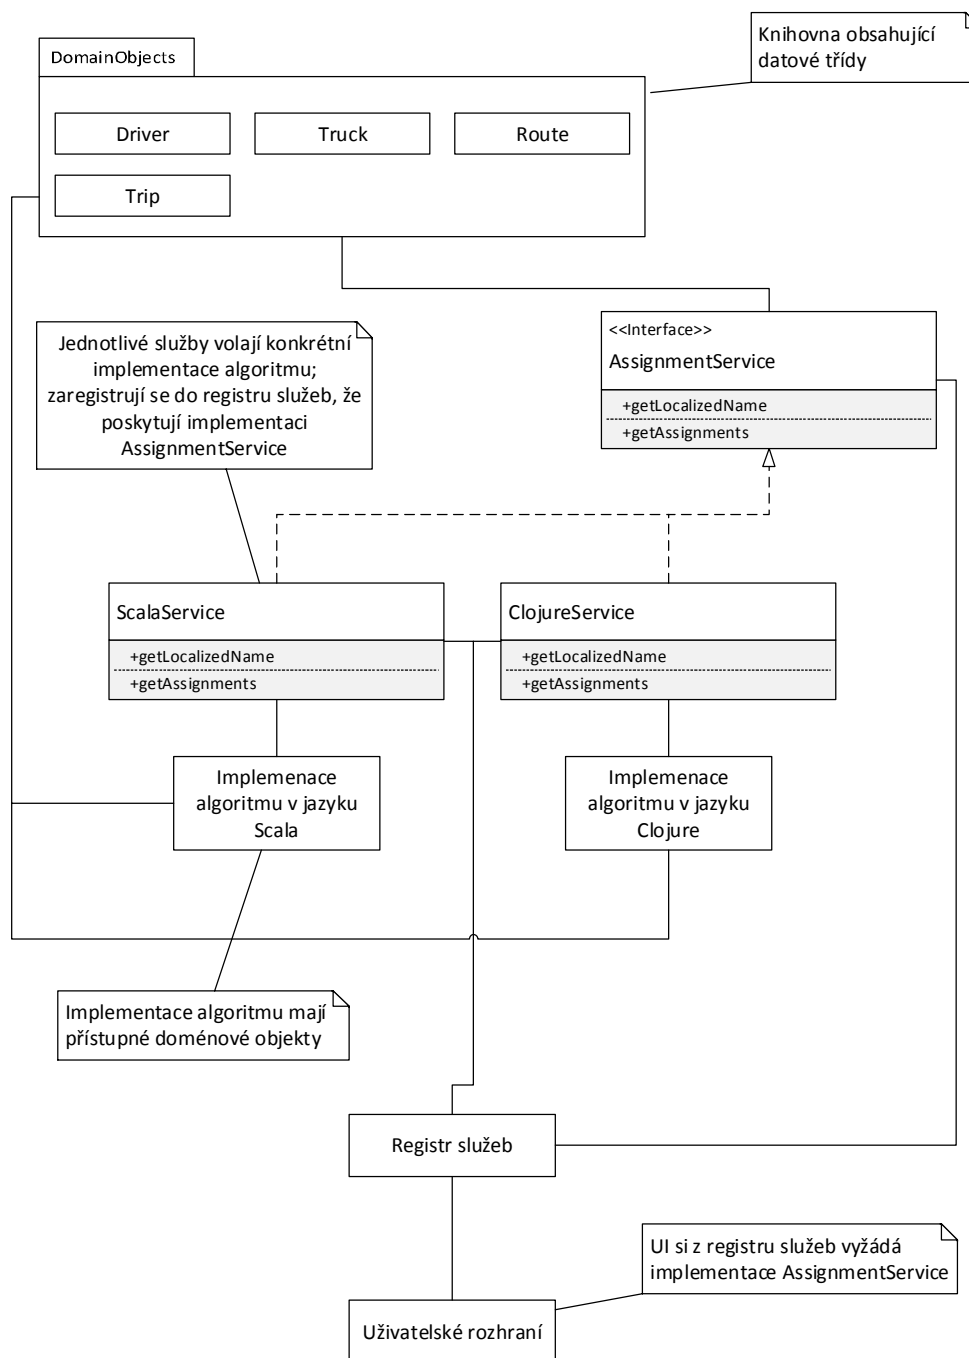 Knihovna obsahující
datové třídy
DomainObjects
Driver
Truck
Route
Trip
Jednotlivé služby volají konkrétní
implementace algoritmu;
zaregistrují se do registru služeb, že
poskytují implementaci
AssignmentService
<<Interface>>
AssignmentService
+getLocalizedName
+getAssignments
ScalaService
+getLocalizedName
+getAssignments
ClojureService
+getLocalizedName
+getAssignments
Implemenace
algoritmu v jazyku
Scala
Implemenace
algoritmu v jazyku
Clojure
Implementace algoritmu mají
přístupné doménové objekty
Registr služeb
UI si z registru služeb vyžádá
implementace AssignmentService
Uživatelské rozhraní